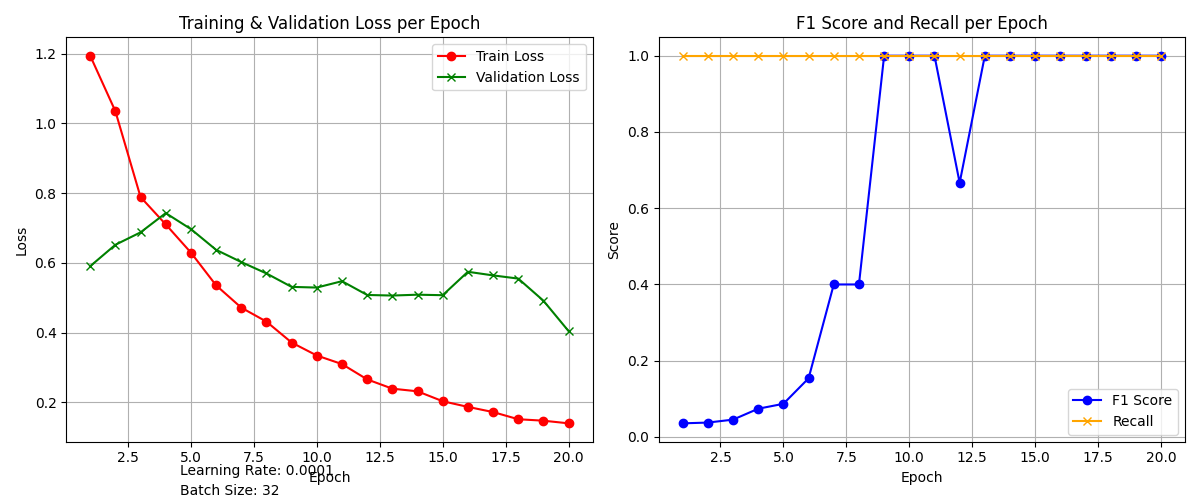 Training & Validation Loss per Epoch
Train Loss
Validation Loss
Loss
1.2
1.0
0.8
0.6
0.4
0.2
2.5 5.0 7.5 10.0 12.5 15.0 17.5 20.0
Epoch
Learning Rate: 0.0001
Batch Size: 32
F1 Score and Recall per Epoch
Score
1.0
0.8
0.6
0.4
0.2
0.0
F1 Score
Recall
2.5 5.0 7.5 10.0 12.5 15.0 17.5 20.0
Epoch